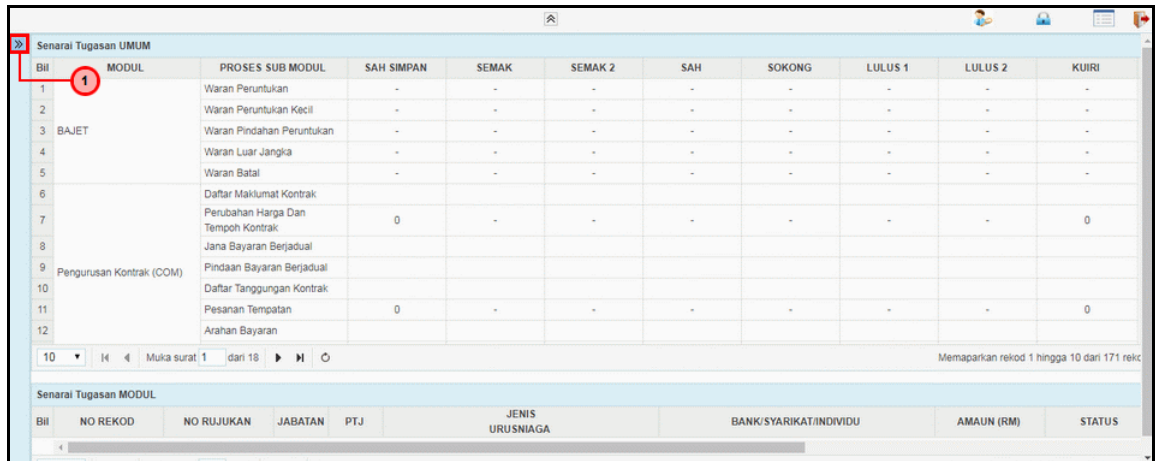 Senarai Tugasan UMUM
Bil MODUL PROSES SUB MODUL SAH SIMPAN SEMAK SEMAK 2 SAH SOKONG LULUS 1 LULUS 2 KUIRI
1
1 Waran Peruntukan - - - - - - - -
2 Waran Peruntukan Kecil - - - - - - - -
3 BAJET Waran Pindahan Peruntukan - - - - - - - -
4 Waran Luar Jangka - - - - - - - -
5 Waran Batal - - - - - - - -
6 Daftar Maklumat Kontrak
7 Perubahan Harga Dan
Tempoh Kontrak 0 - - - - - - 0
8 Jana Bayaran Berjadual
9 Pengurusan Kontrak (COM) Pindaan Bayaran Berjadual
10 Daftar Tanggungan Kontrak
11 Pesanan Tempatan 0 - - - - - - 0
12 Arahan Bayaran
10 Muka surat 1 dari 18 Memaparkan rekod 1 hingga 10 dari 171 reko
Senarai Tugasan MODUL
Bil NO REKOD NO RUJUKAN JABATAN PTJ JENIS
URUSNIAGA BANK/SYARIKAT/INDIVIDU AMAUN (RM) STATUS